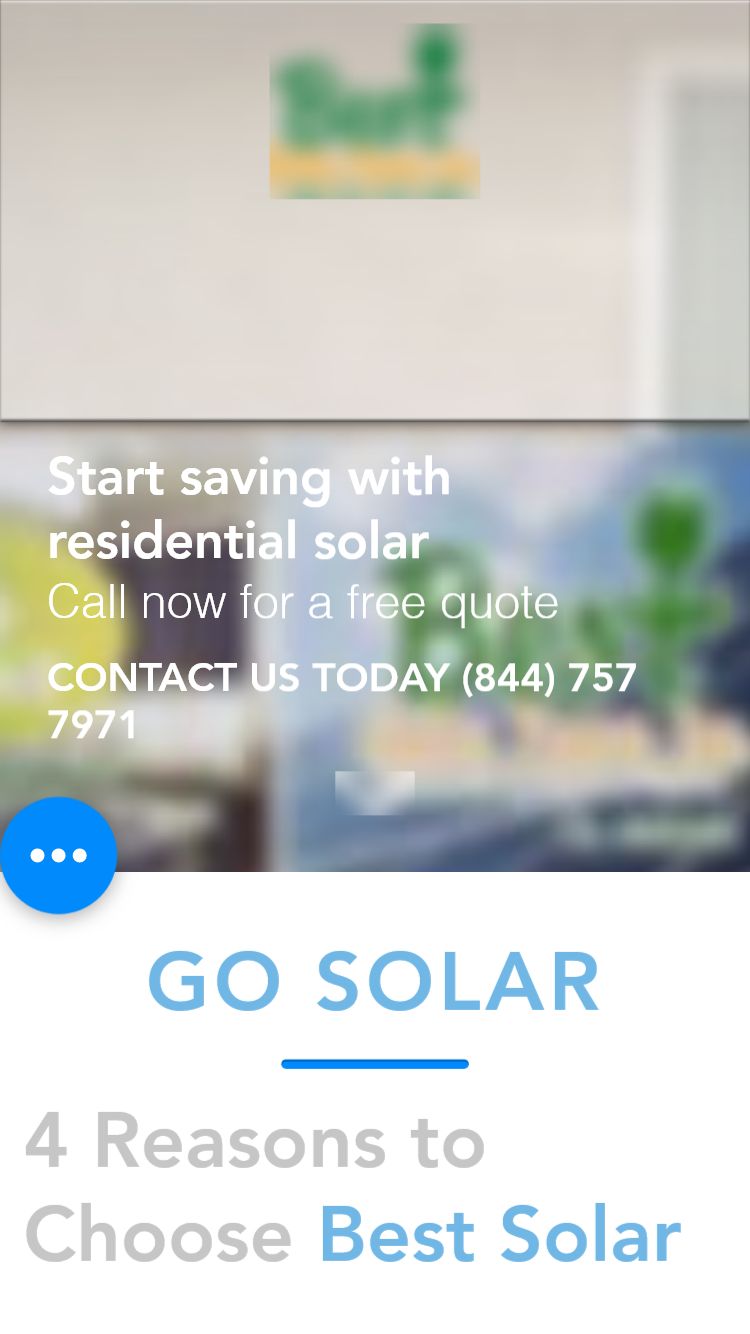 Start saving with
residential solar
Call now for a free quote
CONTACT US TODAY (844) 757
7971
GO SOLAR
4 Reasons to
Choose Best Solar